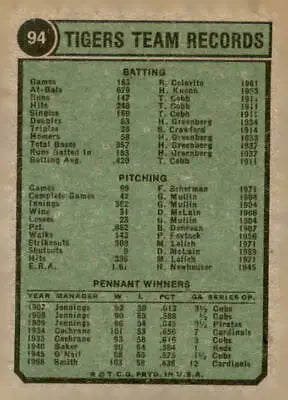 94 TIGERS TEAM RECORDS
BATTING
Games 163 R. Colavito 1961
At-Bats 679 H. Kuenn 1953
Runs 147 T. Cobb 1911
Hits 248 T. Cobb 1911
Singles 169 T. Cobb 1911
Doubles 63 H. Greenberg 1934
Triples 26 S. Crawford 1914
Homers 58 H. Greenberg 1938
Total Bases 397 H. Greenberg 1937
Runs Batted In 183 H. Greenberg 1937
Batting Avg. .420 T. Cobb 1911
PITCHING
Games 69 F. Scherman 1971
Complete Games 42 G. Mullin 1904
Innings 382 G. Mullin 1904
Wins 31 D. McLain 1968
Losses 23 G. Mullin 1904
Pct. B. Donovan 1907
Walks 142 P. Foytack 1956
Strikeouts 308 M. Lolich 1971
Shutouts 9 D. McLain 1969
Hits 336 M. Lolich 1971
E.R.A. 1.81 H. Newhouser 1945
PENNANT WINNERS
YEAR MANAGER W L PCT GA SERIES OP.
1907 Jennings 92 58 .613 1½ Cubs
1908 Jennings 90 63 .588 ½ Cubs
1909 Jennings 98 54 .645 3½ Pirates
1934 Cochrane 101 53 .656 7 Cardinals
1935 Cochrane 93 58 .616 3 Cubs
1940 Baker 90 64 .584 1 Reds
1945 O'Neil 88 65 .575 1½ Cubs
1968 Smith 103 59 .636 12 Cardinals
® © T.C.G. PRTD. IN U.S.A.